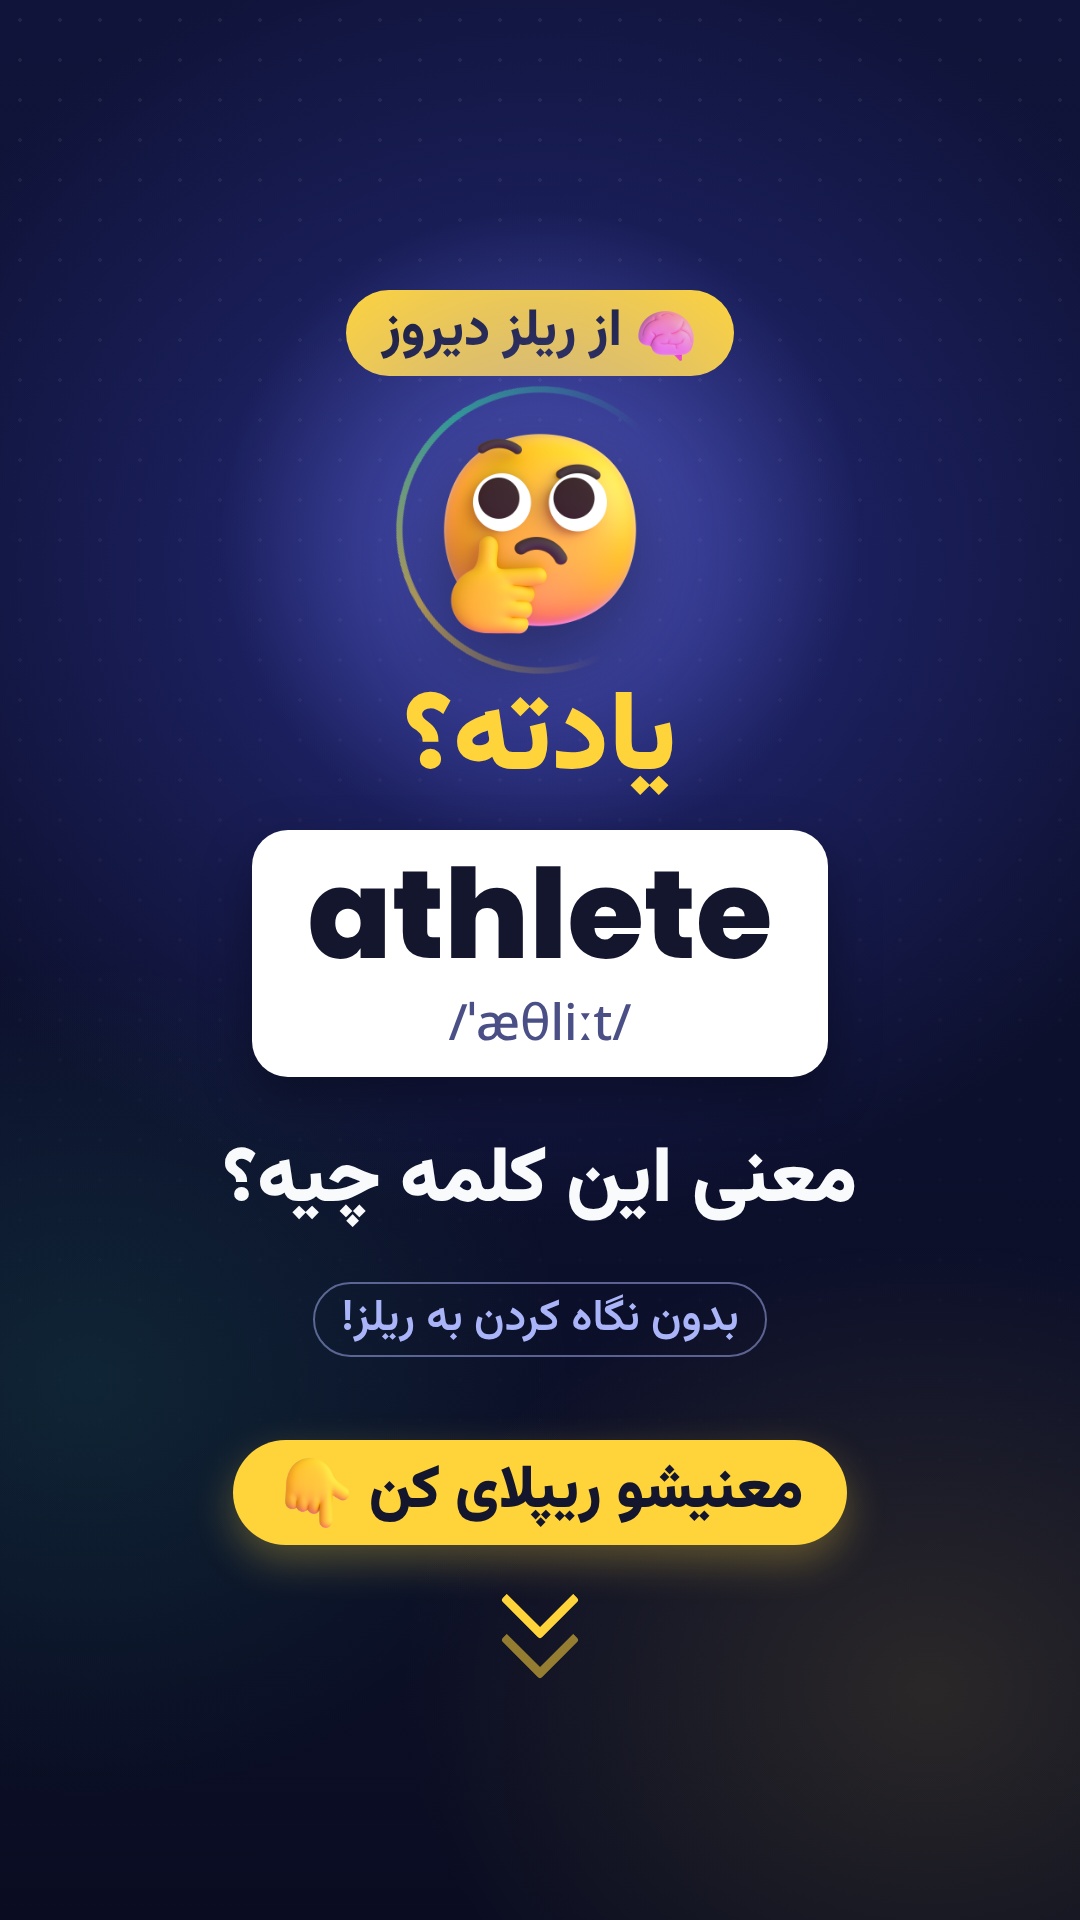 🧠 از ریلز دیروز
یادته؟
athlete
/ˈæθliːt/
معنی این کلمه چیه؟
بدون نگاه کردن به ریلز!
معنیشو ریپلای کن 👇